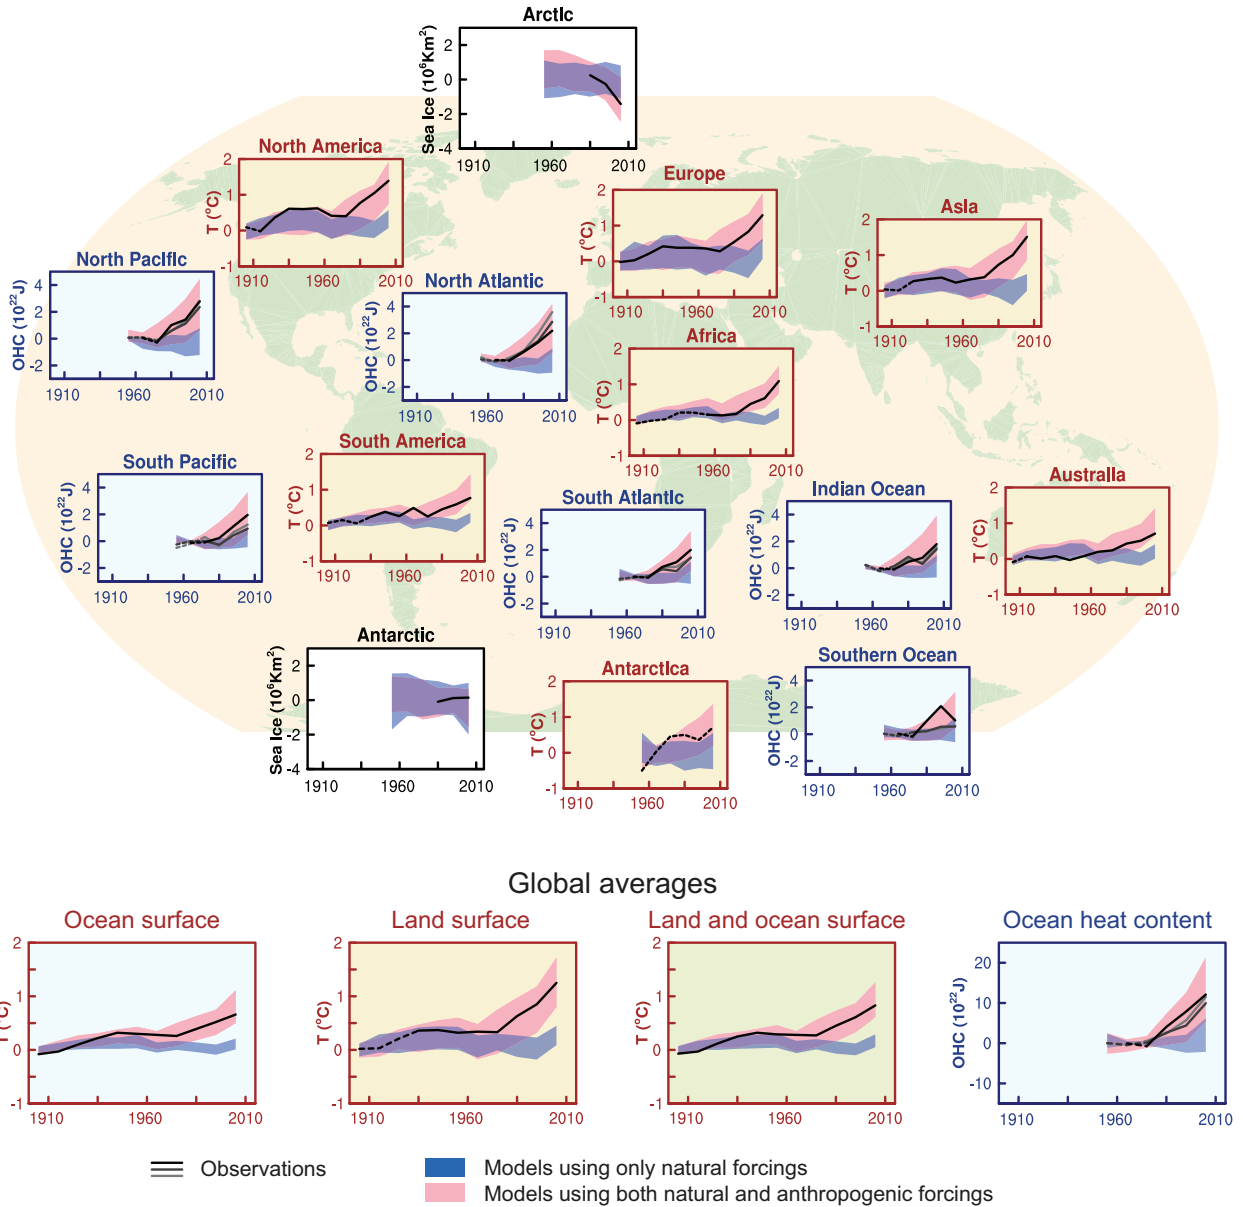 Arctic
Sea Ice (10⁶Km²)
2
0
-2
-4
1910 1960 2010
North America
T (°C)
2
1
0
-1
1910 1960 2010
Europe
T (°C)
2
1
0
-1
1910 1960 2010
Asia
T (°C)
2
1
0
-1
1910 1960 2010
North Pacific
OHC (10²²J)
4
2
0
-2
1910 1960 2010
North Atlantic
OHC (10²²J)
4
2
0
-2
1910 1960 2010
Africa
T (°C)
2
1
0
-1
1910 1960 2010
South Pacific
OHC (10²²J)
4
2
0
-2
1910 1960 2010
South America
T (°C)
2
1
0
-1
1910 1960 2010
South Atlantic
OHC (10²²J)
4
2
0
-2
1910 1960 2010
Indian Ocean
OHC (10²²J)
4
2
0
-2
1910 1960 2010
Australia
T (°C)
2
1
0
-1
1910 1960 2010
Antarctic
Sea Ice (10⁶Km²)
2
0
-2
-4
1910 1960 2010
Antarctica
T (°C)
2
1
0
-1
1910 1960 2010
Southern Ocean
OHC (10²²J)
4
2
0
-2
1910 1960 2010
Global averages
Ocean surface
T (°C)
2
1
0
-1
1910 1960 2010
Land surface
T (°C)
2
1
0
-1
1910 1960 2010
Land and ocean surface
T (°C)
2
1
0
-1
1910 1960 2010
Ocean heat content
OHC (10²²J)
20
10
0
-10
1910 1960 2010
Observations
Models using only natural forcings
Models using both natural and anthropogenic forcings